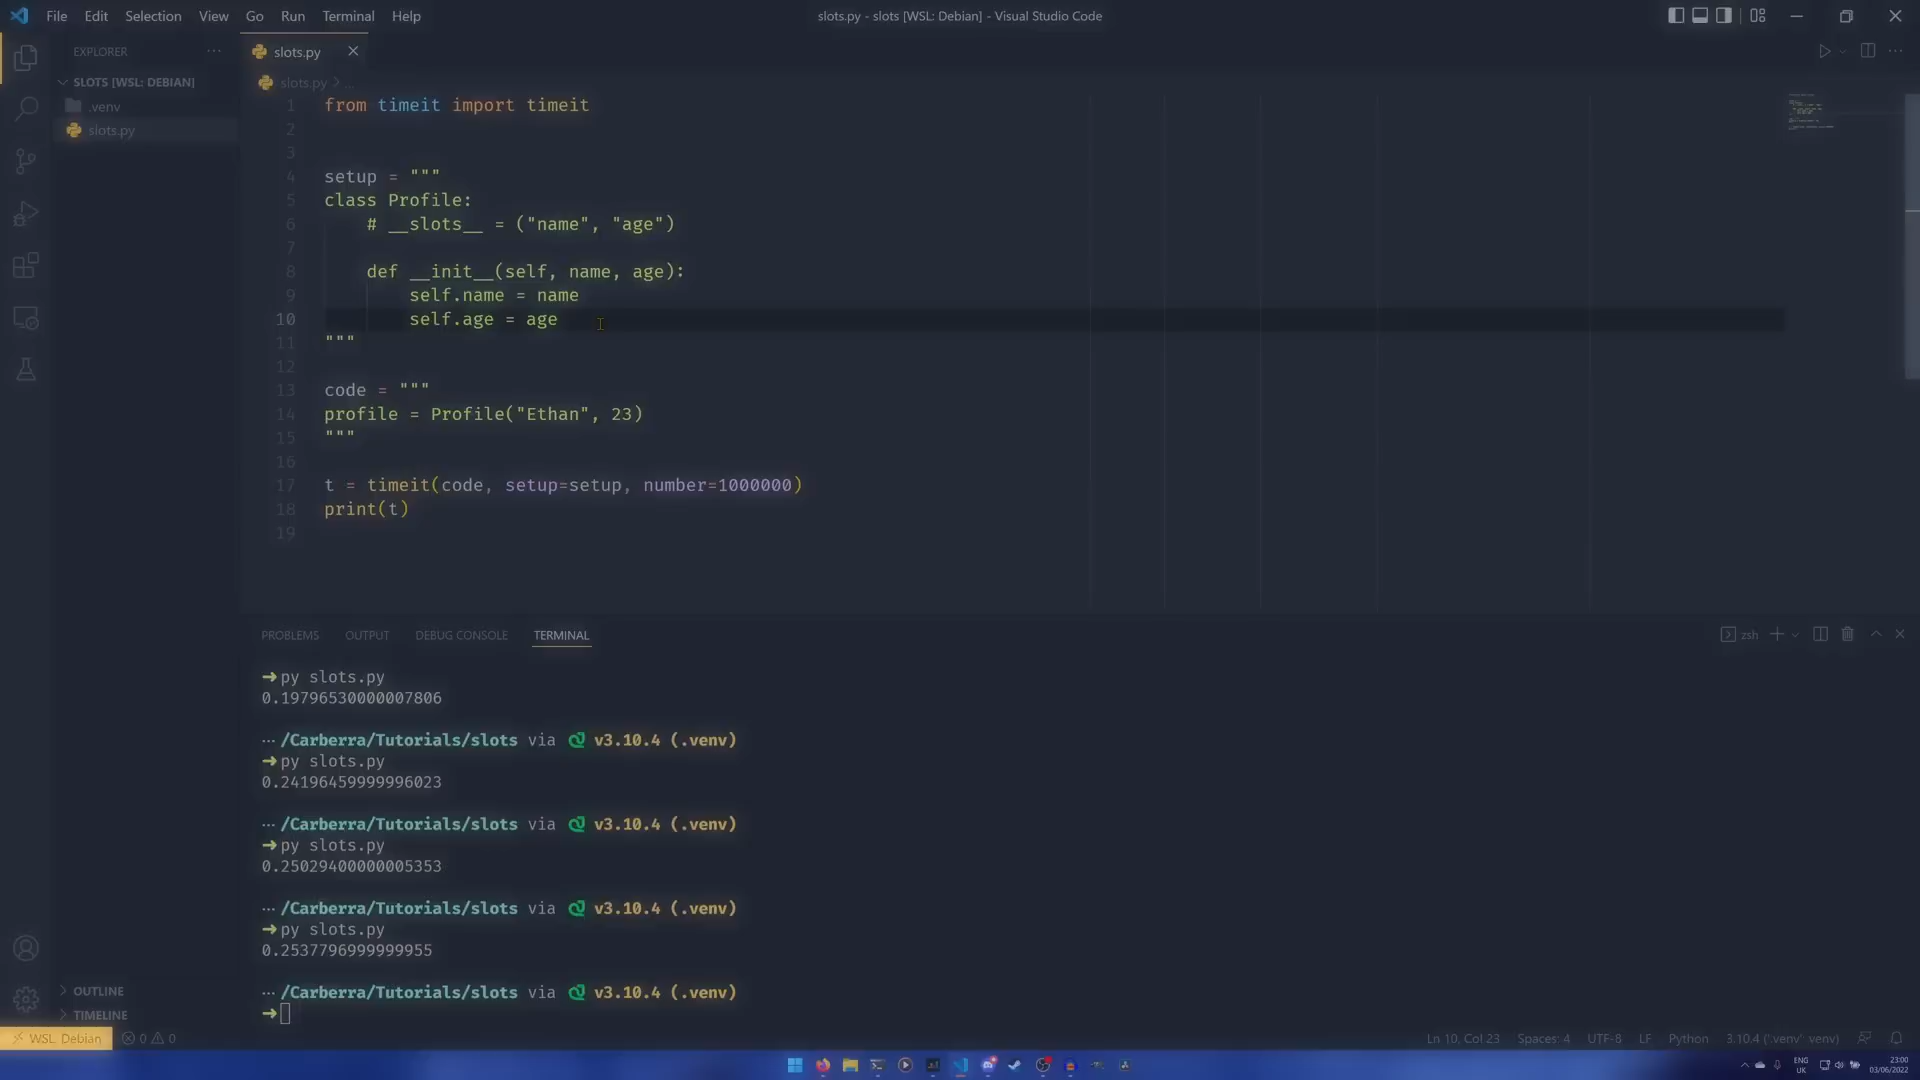 File Edit Selection View Go Run Terminal Help
slots.py - slots [WSL: Debian] - Visual Studio Code
EXPLORER ···
slots.py
SLOTS [WSL: DEBIAN]
slots.py > ...
.venv
slots.py
1 from timeit import timeit
2
3
4 setup = """
5 class Profile:
6 # __slots__ = ("name", "age")
7
8 def __init__(self, name, age):
9 self.name = name
10 self.age = age
11 """
12
13 code = """
14 profile = Profile("Ethan", 23)
15 """
16
17 t = timeit(code, setup=setup, number=1000000)
18 print(t)
19
PROBLEMS OUTPUT DEBUG CONSOLE TERMINAL
zsh
➜ py slots.py
0.19796530000007806
··· /Carberra/Tutorials/slots via v3.10.4 (.venv)
➜ py slots.py
0.24196459999996023
··· /Carberra/Tutorials/slots via v3.10.4 (.venv)
➜ py slots.py
0.25029400000005353
··· /Carberra/Tutorials/slots via v3.10.4 (.venv)
➜ py slots.py
0.2537796999999955
··· /Carberra/Tutorials/slots via v3.10.4 (.venv)
➜
OUTLINE
TIMELINE
WSL: Debian 0 0
Ln 10, Col 23 Spaces: 4 UTF-8 LF Python 3.10.4 ('.venv': venv)
ENG
UK
23:00
03/06/2022